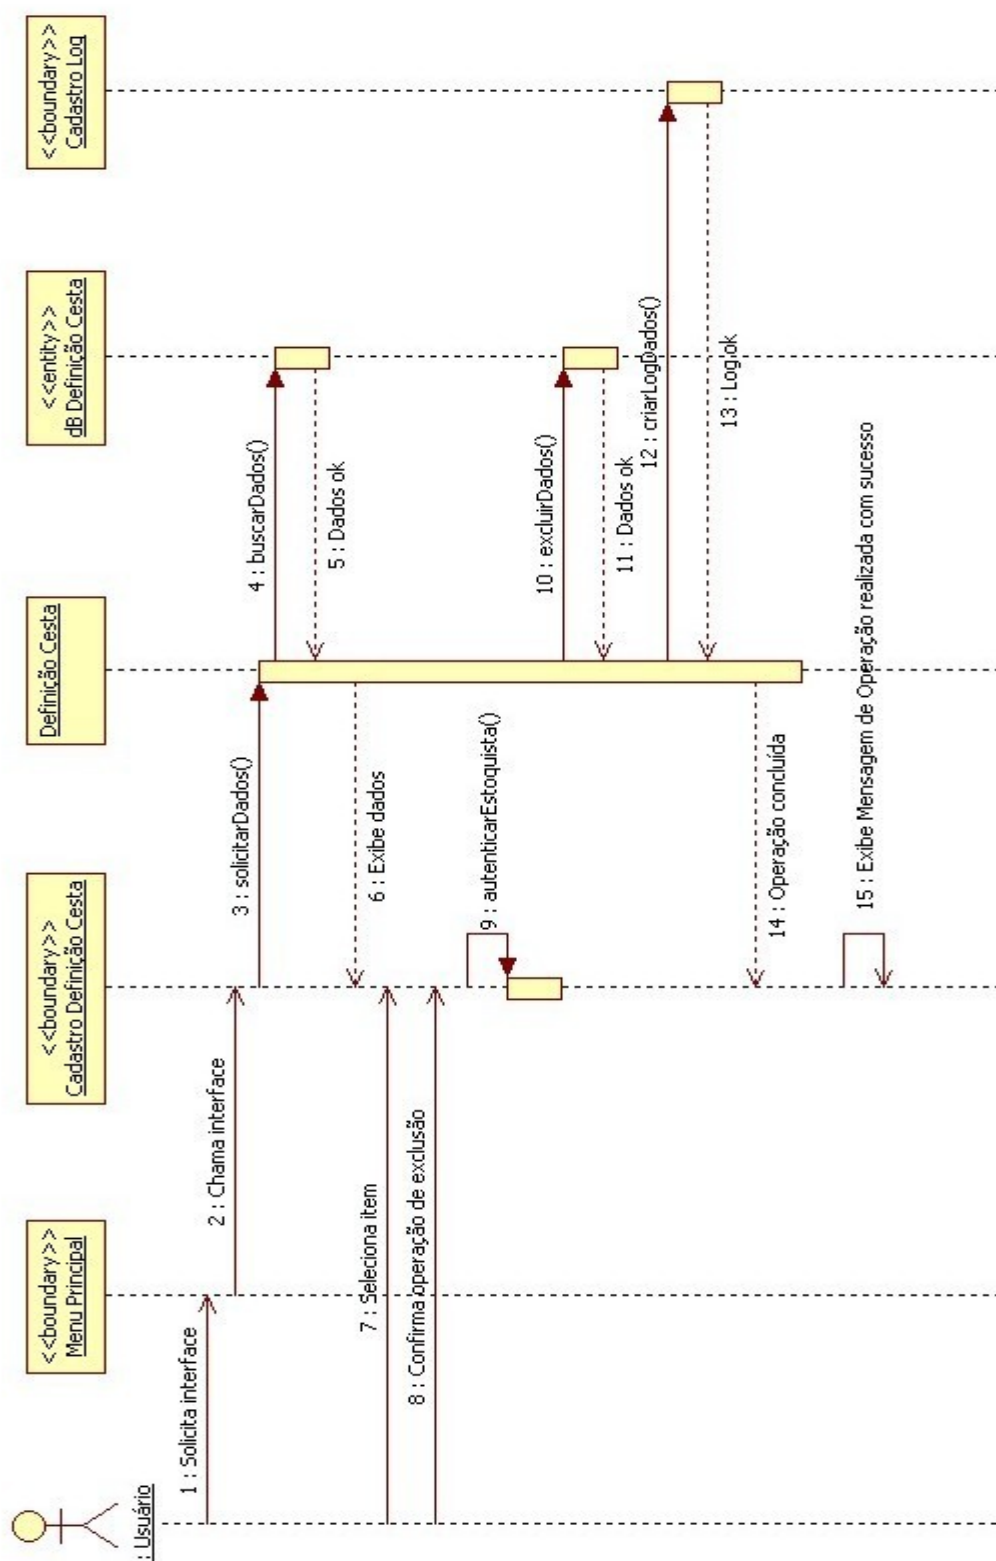 : Usuário
<<boundary>>
Menu Principal
<<boundary>>
Cadastro Definição Cesta
Definição Cesta
<<entity>>
dB Definição Cesta
<<boundary>>
Cadastro Log
1 : Solicita interface
2 : Chama interface
3 : solicitarDados()
4 : buscarDados()
5 : Dados ok
6 : Exibe dados
7 : Seleciona item
8 : Confirma operação de exclusão
9 : autenticarEstoquista()
10 : excluirDados()
11 : Dados ok
12 : criarLogDados()
13 : Log ok
14 : Operação concluída
15 : Exibe Mensagem de Operação realizada com sucesso